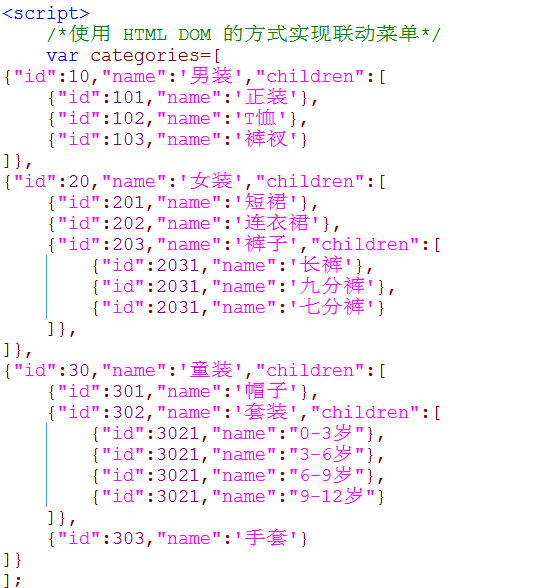 <script>
/*使用 HTML DOM 的方式实现联动菜单*/
var categories=[
{"id":10,"name":'男装',"children":[
{"id":101,"name":'正装'},
{"id":102,"name":'T恤'},
{"id":103,"name":'裤衩'}
]},
{"id":20,"name":'女装',"children":[
{"id":201,"name":'短裙'},
{"id":202,"name":'连衣裙'},
{"id":203,"name":'裤子',"children":[
{"id":2031,"name":'长裤'},
{"id":2031,"name":'九分裤'},
{"id":2031,"name":'七分裤'}
]},
]},
{"id":30,"name":'童装',"children":[
{"id":301,"name":'帽子'},
{"id":302,"name":'套装',"children":[
{"id":3021,"name":"0-3岁"},
{"id":3021,"name":"3-6岁"},
{"id":3021,"name":"6-9岁"},
{"id":3021,"name":"9-12岁"}
]},
{"id":303,"name":'手套'}
]}
];